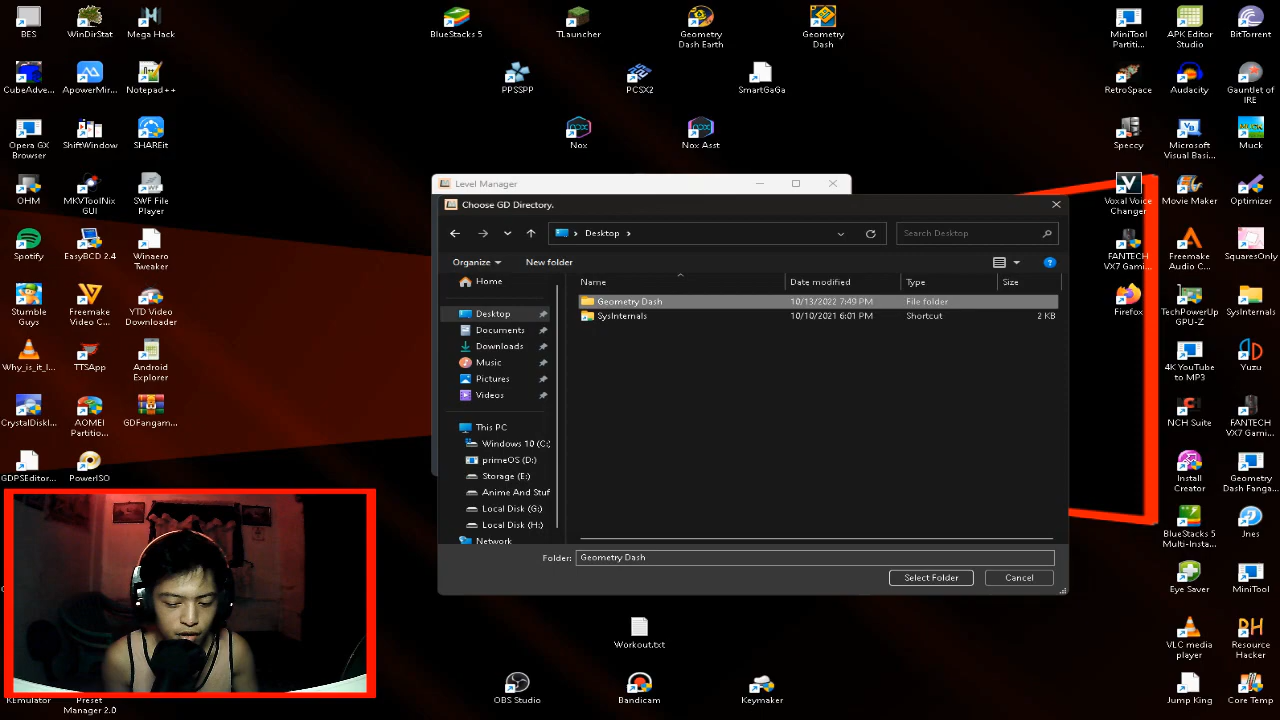 BES
WinDirStat
Mega Hack
BlueStacks 5
TLauncher
Geometry
Dash Earth
Geometry
Dash
MiniTool
Partiti...
APK Editor
Studio
BitTorrent
CubeAdve...
ApowerMir...
Notepad++
PPSSPP
PCSX2
SmartGaGa
RetroSpace
Audacity
Gauntlet of
IRE
Opera GX
Browser
ShiftWindow
SHAREit
Nox
Nox Asst
Speccy
Microsoft
Visual Basi...
Muck
OHM
MKVToolNix
GUI
SWF File
Player
Voxal Voice
Changer
Movie Maker
Optimizer
Spotify
EasyBCD 2.4
Winaero
Tweaker
FANTECH
VX7 Gami...
Freemake
Audio C...
SquaresOnly
Stumble
Guys
Freemake
Video C...
YTD Video
Downloader
Firefox
TechPowerUp
GPU-Z
SysInternals
Why_is_it_l...
TTSApp
Android
Explorer
4K YouTube
to MP3
Yuzu
CrystalDiskI...
AOMEI
Partitio...
GDFangam...
NCH Suite
FANTECH
VX7 Gami...
GDPSEditor...
PowerISO
Install
Creator
Geometry
Dash Fanga...
BlueStacks 5
Multi-Insta...
Jnes
Eye Saver
MiniTool
VLC media
player
Resource
Hacker
Jump King
Core Temp
KEmulator
Preset
Manager 2.0
Workout.txt
OBS Studio
Bandicam
Keymaker
Level Manager
Choose GD Directory.
Desktop
Search Desktop
Organize
New folder
Name
Date modified
Type
Size
Home
Desktop
Documents
Downloads
Music
Pictures
Videos
This PC
Windows 10 (C:)
primeOS (D:)
Storage (E:)
Anime And Stuf
Local Disk (G:)
Local Disk (H:)
Network
Geometry Dash 10/13/2022 7:49 PM File folder
SysInternals 10/10/2021 6:01 PM Shortcut 2 KB
Folder: Geometry Dash
Select Folder
Cancel